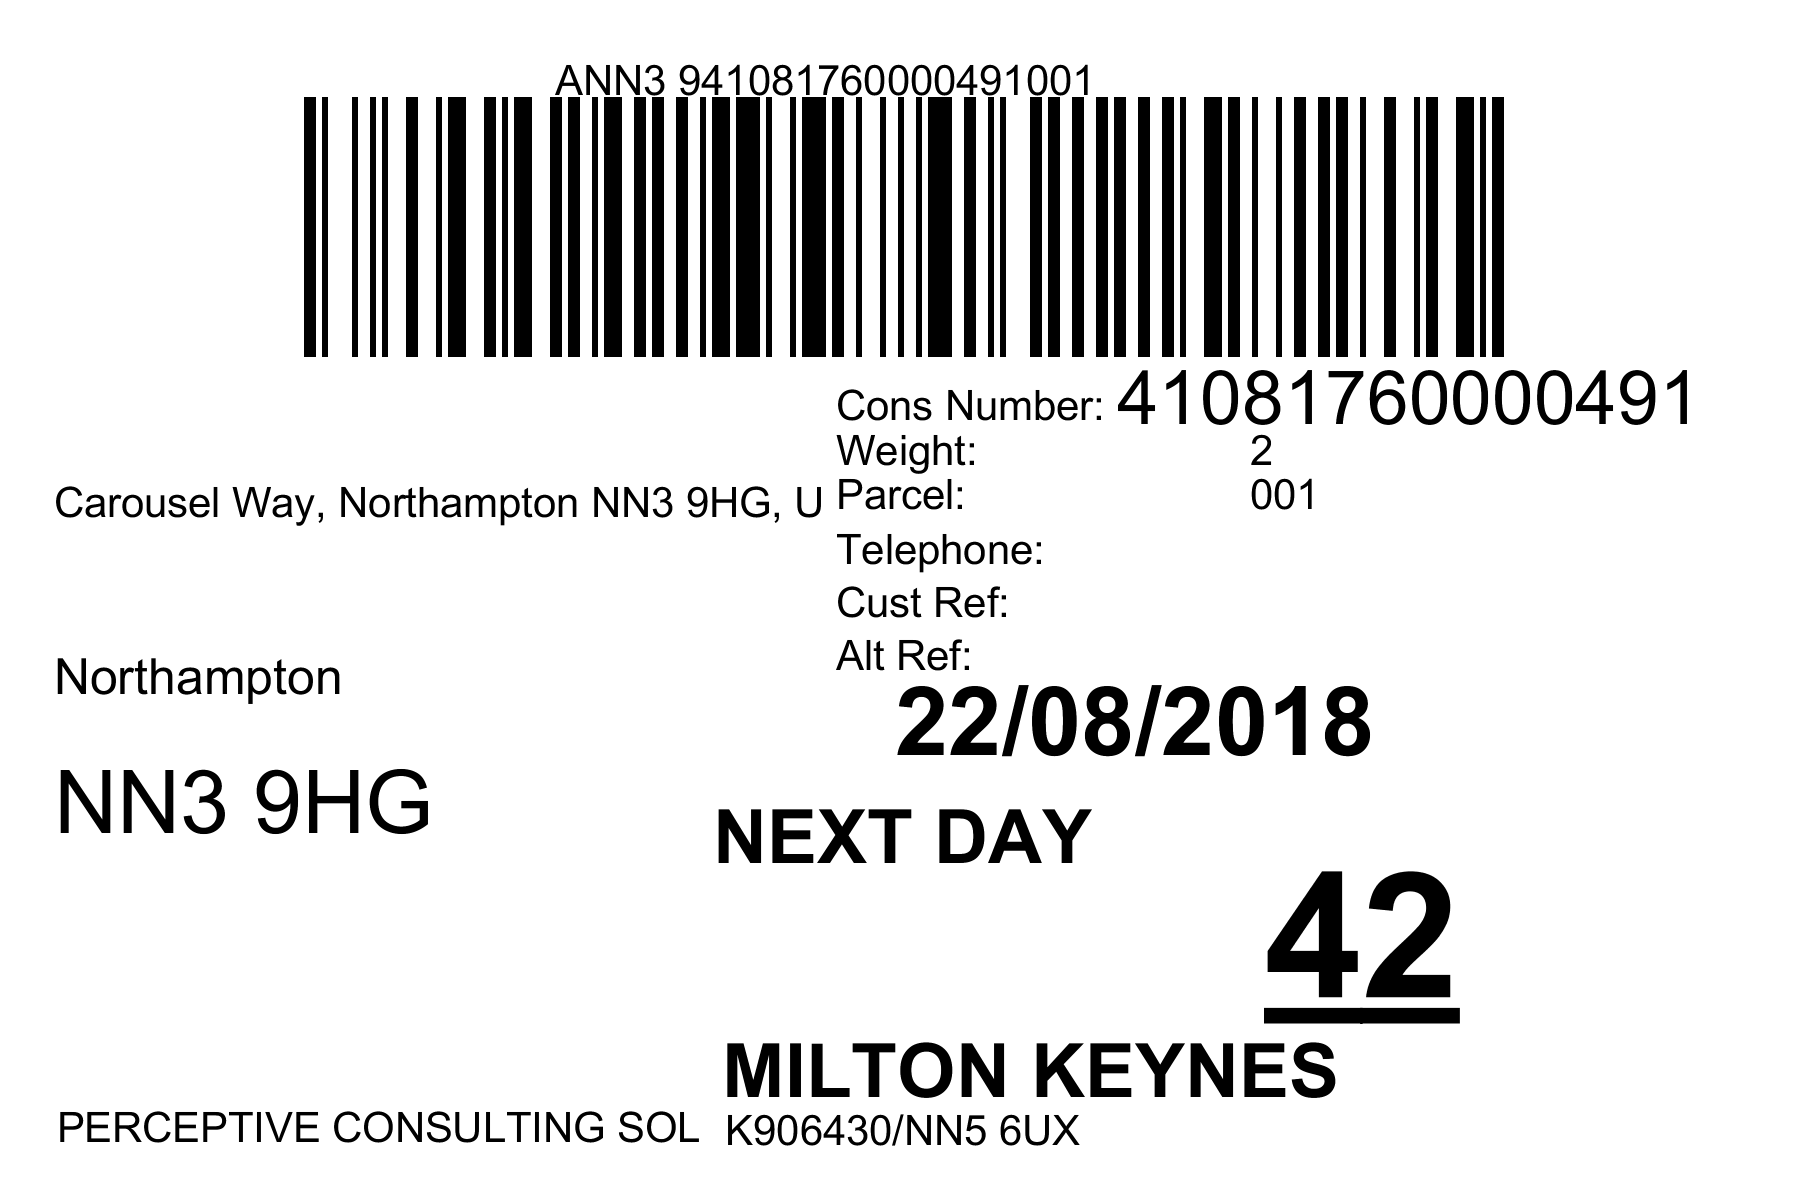 ANN3 941081760000491001
Cons Number: 41081760000491
Weight: 2
Carousel Way, Northampton NN3 9HG, U
Parcel: 001
Telephone:
Cust Ref:
Alt Ref:
Northampton
22/08/2018
NN3 9HG
NEXT DAY
42
MILTON KEYNES
PERCEPTIVE CONSULTING SOL
K906430/NN5 6UX